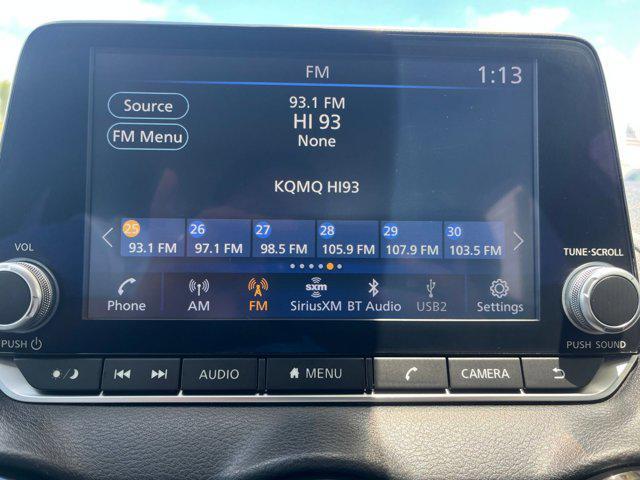 FM
1:13
Source
93.1 FM
HI 93
FM Menu
None
KQMQ HI93
25 26 27 28 29 30
93.1 FM 97.1 FM 98.5 FM 105.9 FM 107.9 FM 103.5 FM
VOL
TUNE·SCROLL
sxm
Phone AM FM SiriusXM BT Audio USB2 Settings
PUSH
PUSH SOUND
AUDIO MENU CAMERA